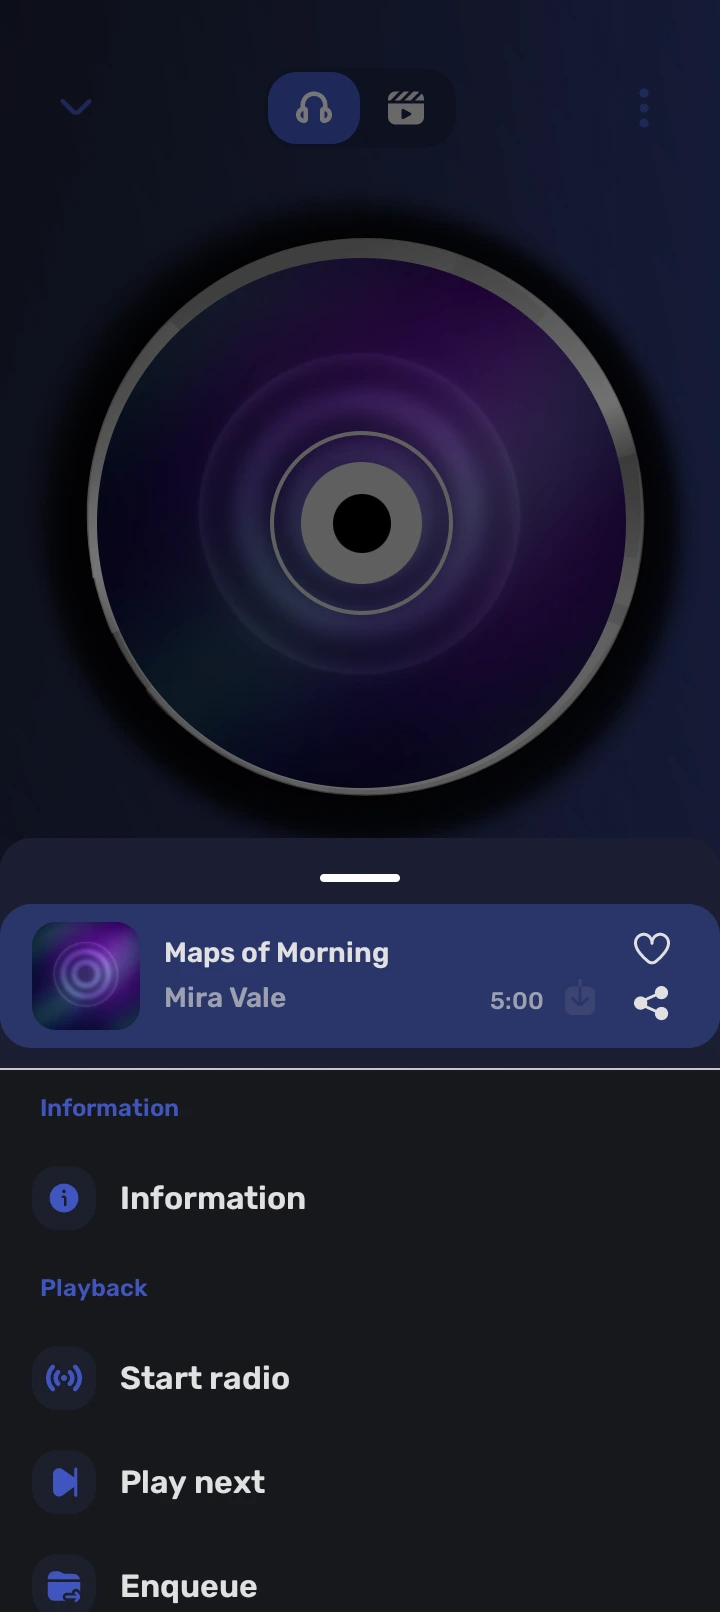 Maps of Morning
Mira Vale
5:00
Information
Information
Playback
Start radio
Play next
Enqueue